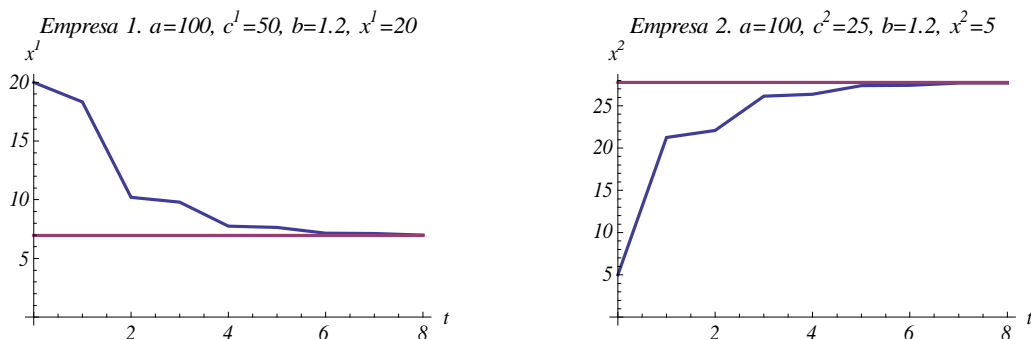 Empresa 1. a=100, c¹=50, b=1.2, x¹=20
x¹
20
15
10
5
2
4
6
8
t
Empresa 2. a=100, c²=25, b=1.2, x²=5
x²
25
20
15
10
5
2
4
6
8
t